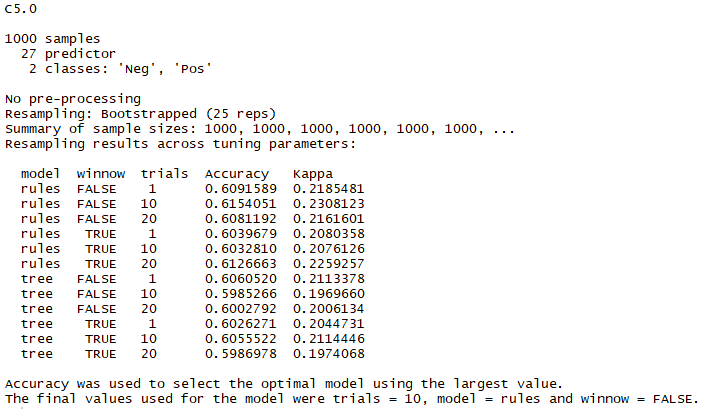 C5.0
1000 samples
27 predictor
2 classes: 'Neg', 'Pos'
No pre-processing
Resampling: Bootstrapped (25 reps)
Summary of sample sizes: 1000, 1000, 1000, 1000, 1000, 1000, ...
Resampling results across tuning parameters:
model winnow trials Accuracy Kappa
rules FALSE 1 0.6091589 0.2185481
rules FALSE 10 0.6154051 0.2308123
rules FALSE 20 0.6081192 0.2161601
rules TRUE 1 0.6039679 0.2080358
rules TRUE 10 0.6032810 0.2076126
rules TRUE 20 0.6126663 0.2259257
tree FALSE 1 0.6060520 0.2113378
tree FALSE 10 0.5985266 0.1969660
tree FALSE 20 0.6002792 0.2006134
tree TRUE 1 0.6026271 0.2044731
tree TRUE 10 0.6055522 0.2114446
tree TRUE 20 0.5986978 0.1974068
Accuracy was used to select the optimal model using the largest value.
The final values used for the model were trials = 10, model = rules and winnow = FALSE.